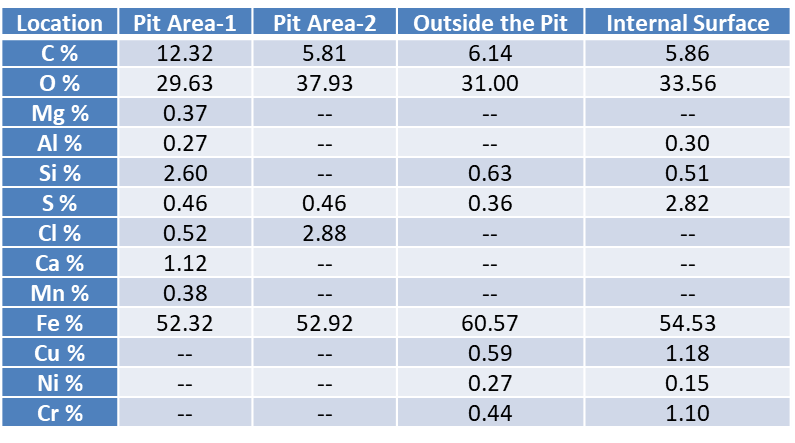 Location Pit Area-1 Pit Area-2 Outside the Pit Internal Surface
C % 12.32 5.81 6.14 5.86
O % 29.63 37.93 31.00 33.56
Mg % 0.37 -- -- --
Al % 0.27 -- -- 0.30
Si % 2.60 -- 0.63 0.51
S % 0.46 0.46 0.36 2.82
Cl % 0.52 2.88 -- --
Ca % 1.12 -- -- --
Mn % 0.38 -- -- --
Fe % 52.32 52.92 60.57 54.53
Cu % -- -- 0.59 1.18
Ni % -- -- 0.27 0.15
Cr % -- -- 0.44 1.10